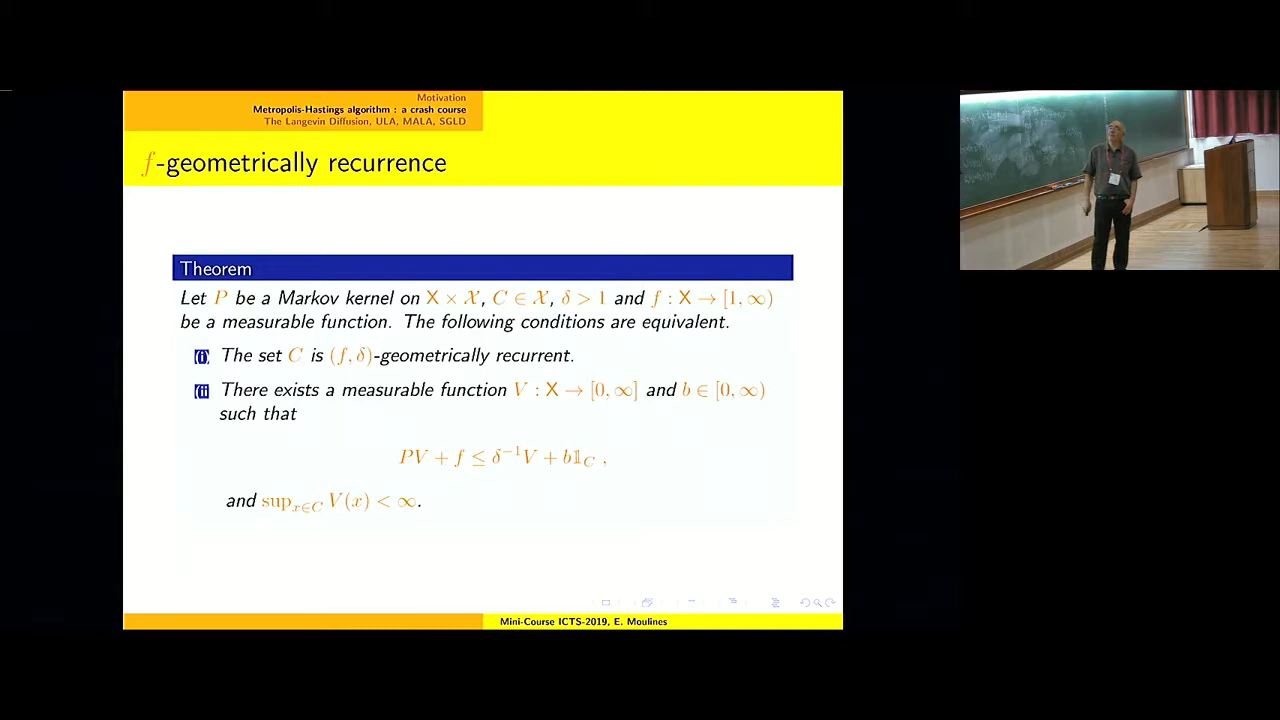 Motivation
Metropolis-Hastings algorithm : a crash course
The Langevin Diffusion, ULA, MALA, SGLD
f-geometrically recurrence
Theorem
Let P be a Markov kernel on X × 𝒳, C ∈ 𝒳, δ > 1 and f : X → [1, ∞)
be a measurable function. The following conditions are equivalent.
(i) The set C is (f, δ)-geometrically recurrent.
(ii) There exists a measurable function V : X → [0, ∞] and b ∈ [0, ∞)
such that
PV + f ≤ δ⁻¹V + b𝟙_C ,
and sup_{x∈C} V(x) < ∞.
Mini-Course ICTS-2019, E. Moulines